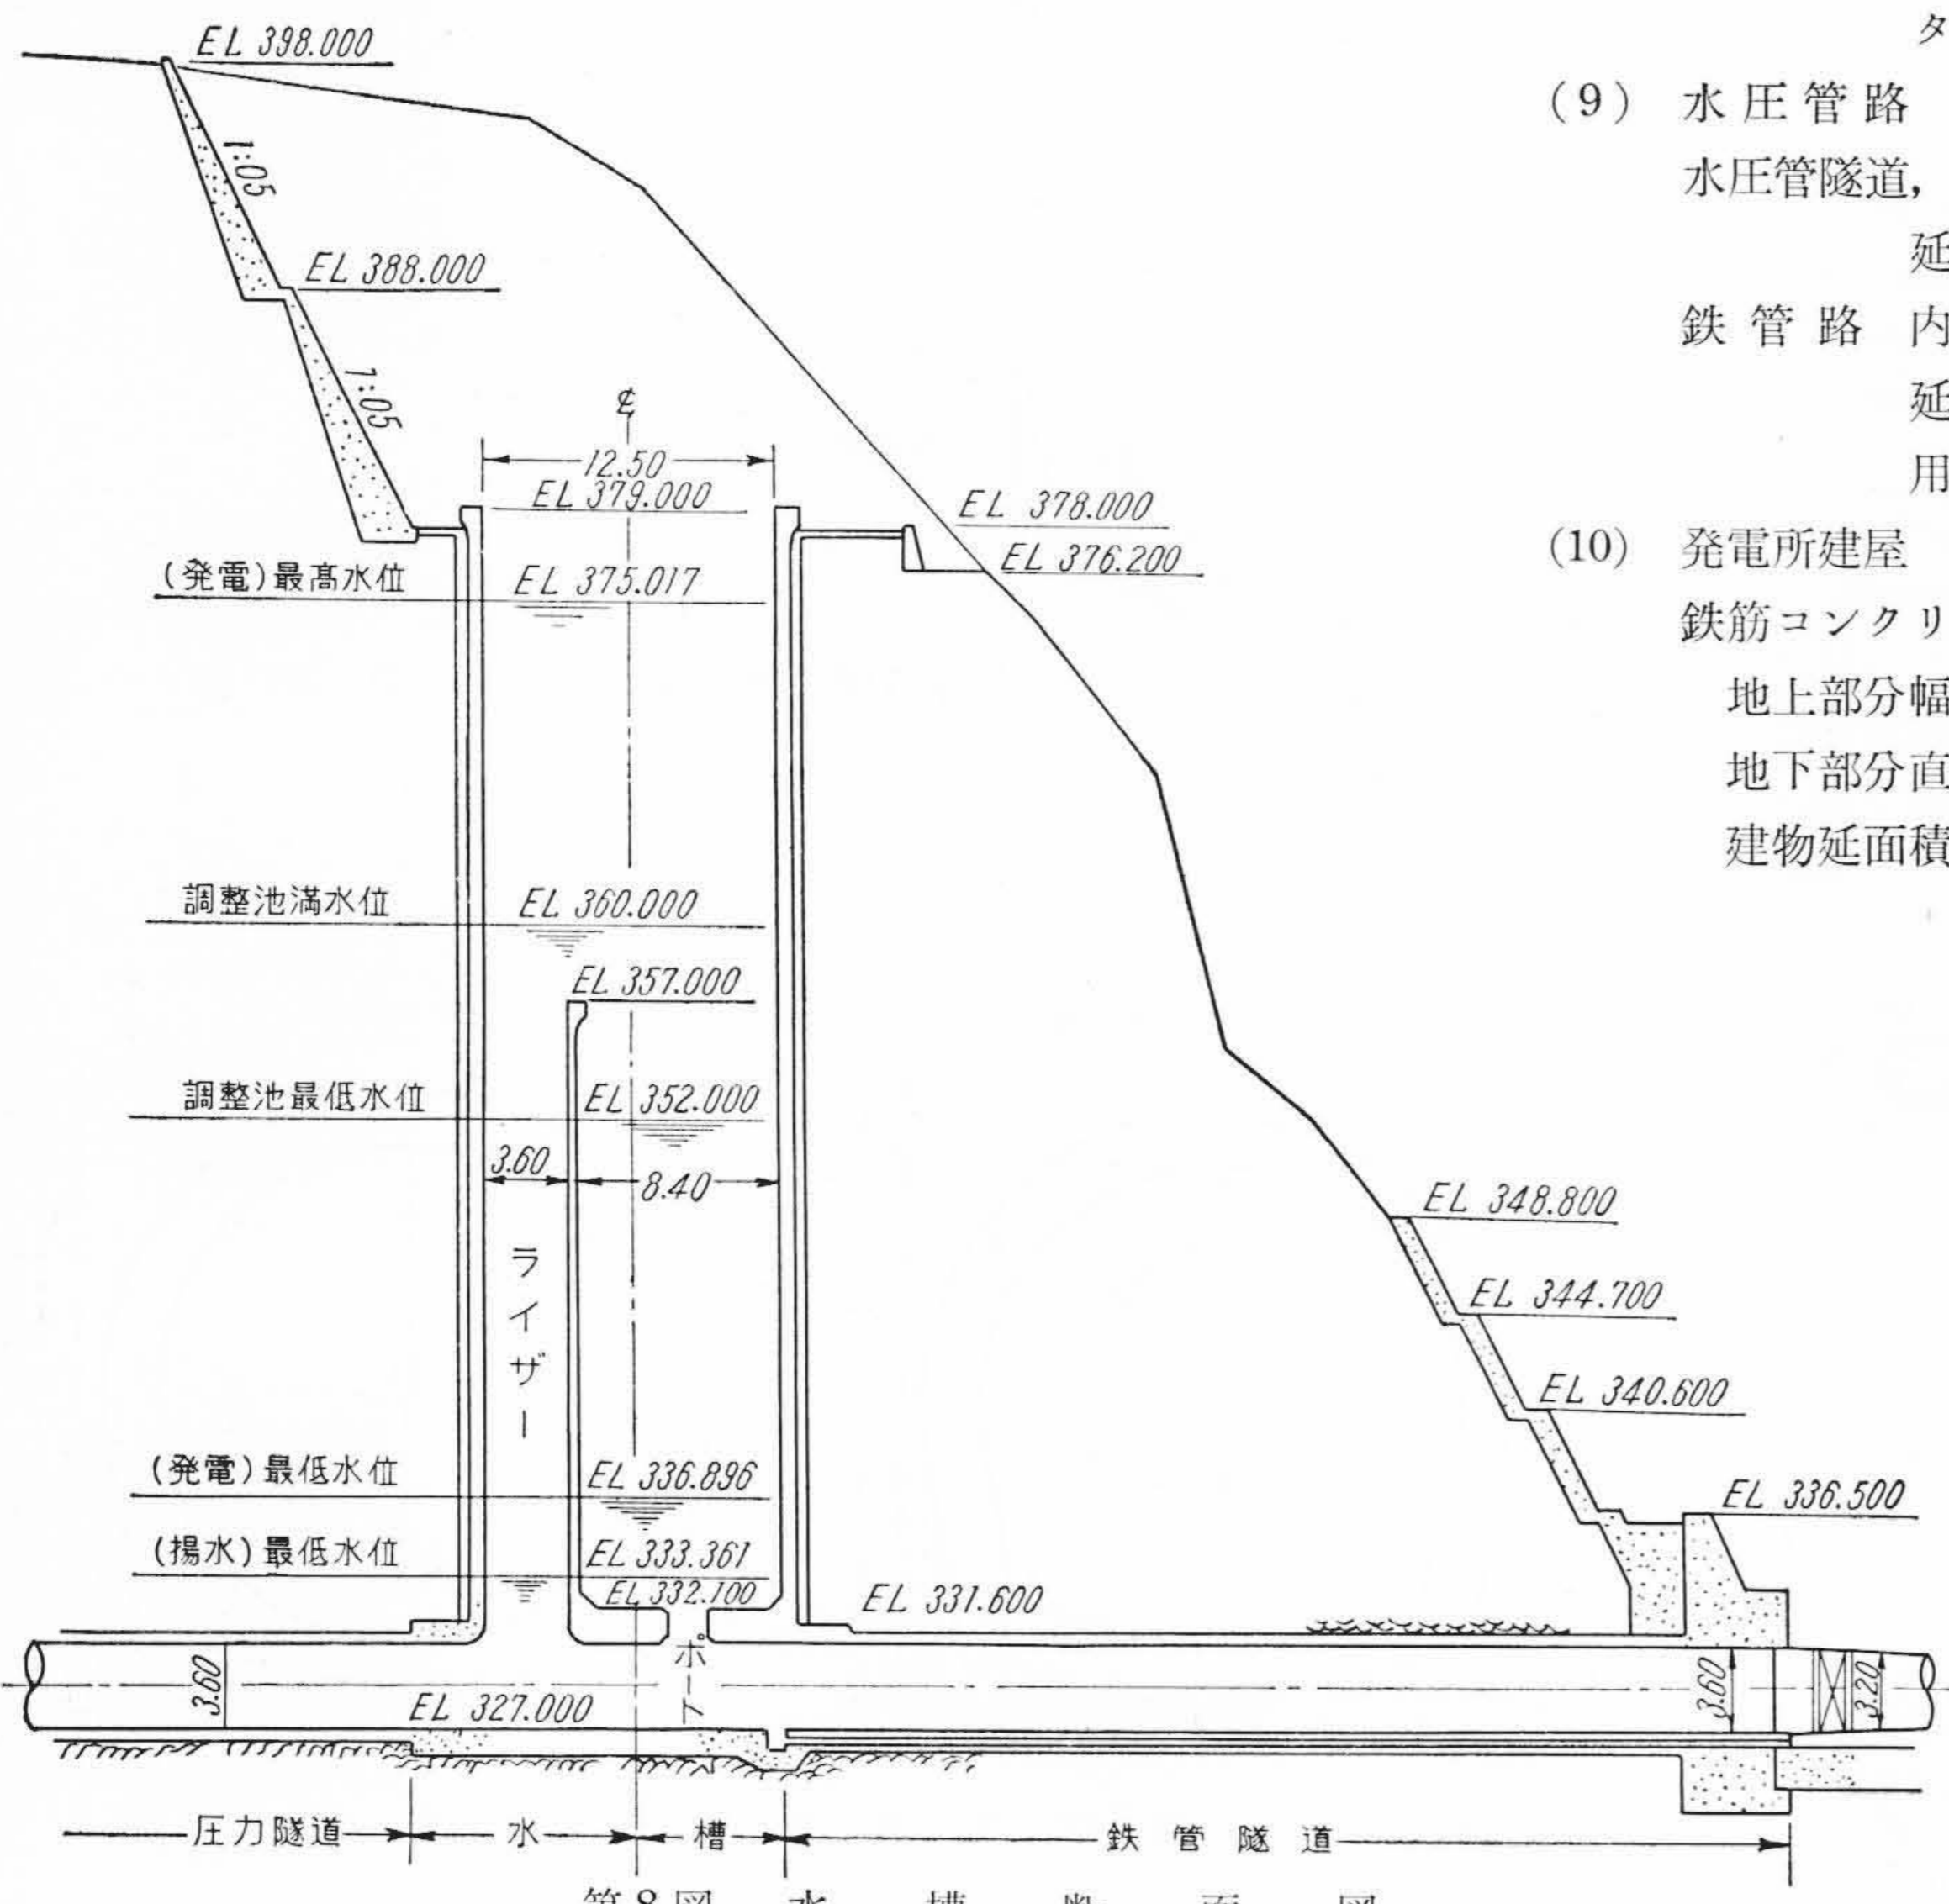 EL 398.000
1:05
EL 388.000
1:05
℄
12.50
EL 379.000
EL 378.000
EL 376.200
(発電)最高水位 EL 375.017
調整池満水位 EL 360.000
EL 357.000
調整池最低水位 EL 352.000
3.60
8.40
ライザー
EL 348.800
EL 344.700
EL 340.600
(発電)最低水位 EL 336.896
EL 336.500
(揚水)最低水位 EL 333.361
EL 332.100
EL 331.600
ポート
3.60
EL 327.000
3.60
3.20
圧力隧道
水槽
鉄管隧道
第8図 水槽断面図
タ
(9) 水圧管路
水圧管隧道,
延
鉄管路 内
延
用
(10) 発電所建屋
鉄筋コンクリ
地上部分幅
地下部分直
建物延面積